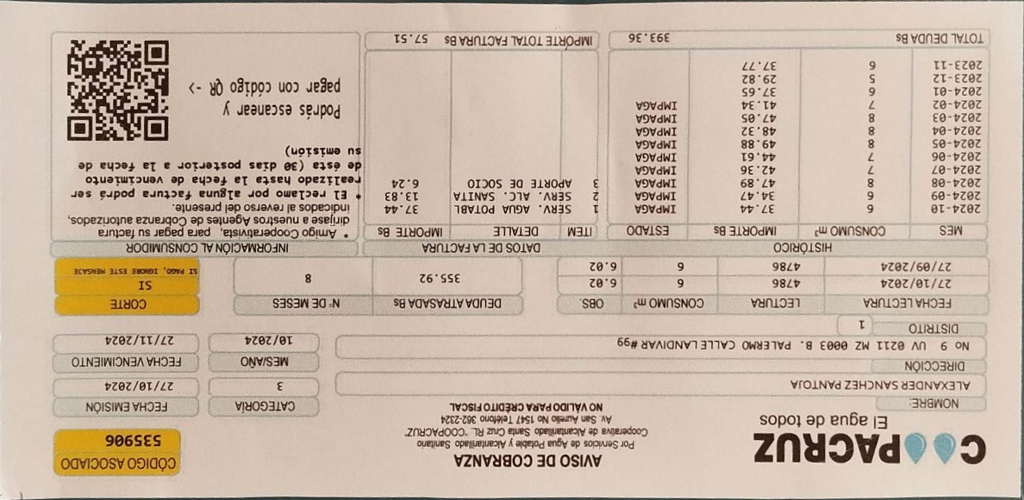 COOPACRUZ
El agua de todos
AVISO DE COBRANZA
Por Servicios de Agua Potable y Alcantarillado Sanitario
Cooperativa de Alcantarillado Santa Cruz "COOPACRUZ" RL.
Av. San Aurelio No 1547 Teléfono 362-2324
NO VÁLIDO PARA CRÉDITO FISCAL
CÓDIGO ASOCIADO
535906
NOMBRE:
ALEXANDER SANCHEZ PANTOJA
CATEGORÍA
3
FECHA EMISIÓN
27/10/2024
DIRECCIÓN
No 9 UV 0211 MZ 0003 B. PALERMO CALLE LANDIVAR #99
MES/AÑO
10/2024
FECHA VENCIMIENTO
27/11/2024
DISTRITO
1
FECHA LECTURA LECTURA CONSUMO m³ OBS.
27/10/2024 4786 6 6.02
27/09/2024 4786 6 6.02
DEUDA ATRASADA Bs
355.92
N° DE MESES
8
CORTE
SI
SI PAGO, IGNORE ESTE MENSAJE
HISTÓRICO
MES CONSUMO m³ IMPORTE Bs ESTADO
2024-10 6 37.44 IMPAGA
2024-09 6 34.47 IMPAGA
2024-08 8 47.89 IMPAGA
2024-07 7 42.36 IMPAGA
2024-06 7 44.61 IMPAGA
2024-05 8 49.88 IMPAGA
2024-04 8 48.32 IMPAGA
2024-03 8 47.05 IMPAGA
2024-02 7 41.34 IMPAGA
2024-01 6 37.65
2023-12 5 29.82
2023-11 6 37.77
TOTAL DEUDA Bs 393.36
DATOS DE LA FACTURA
ITEM DETALLE IMPORTE Bs
1 SERV. AGUA POTABL 37.44
2 SERV. ALC. SANITA 13.83
3 APORTE DE SOCIO 6.24
IMPORTE TOTAL FACTURA Bs 57.51
INFORMACIÓN AL CONSUMIDOR
* Amigo Cooperativista, para pagar su factura
diríjase a nuestros Agentes de Cobranza autorizados,
indicados al reverso del presente.
* El reclamo por alguna factura podrá ser
realizado hasta la fecha de vencimiento
de ésta (30 días posterior a la fecha de
su emisión)
Podrás escanear y
pagar con código QR ->